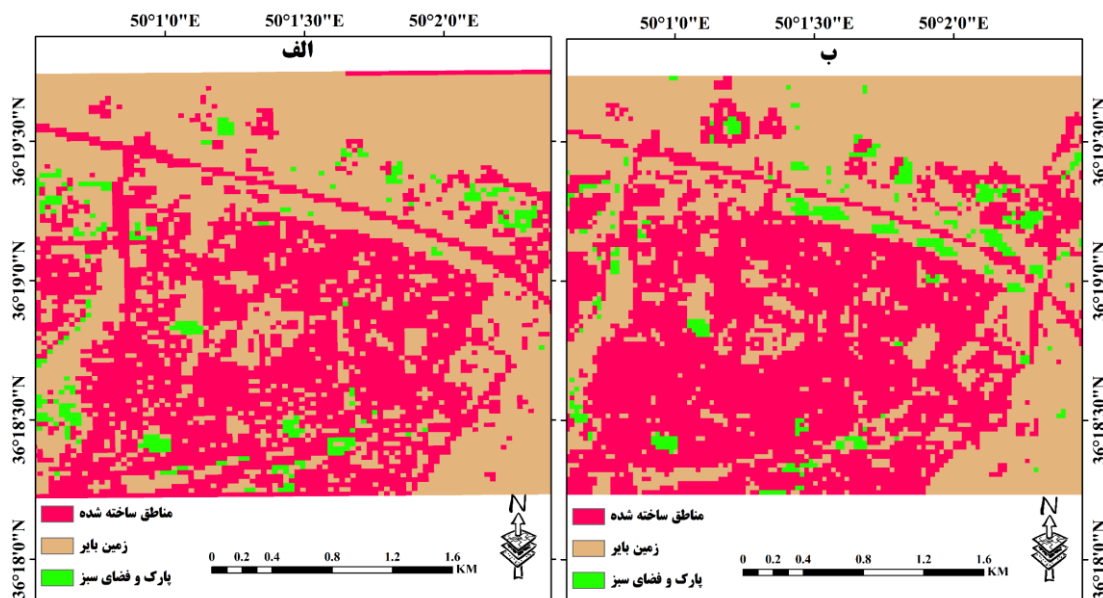 50°1'0"E 50°1'30"E 50°2'0"E
الف
36°19'30"N
36°19'0"N
36°18'30"N
36°18'0"N
مناطق ساخته شده
زمین بایر
پارک و فضای سبز
N
0 0.2 0.4 0.8 1.2 1.6
KM
50°1'0"E 50°1'30"E 50°2'0"E
ب
36°19'30"N
36°19'0"N
36°18'30"N
36°18'0"N
مناطق ساخته شده
زمین بایر
پارک و فضای سبز
N
0 0.2 0.4 0.8 1.2 1.6
KM